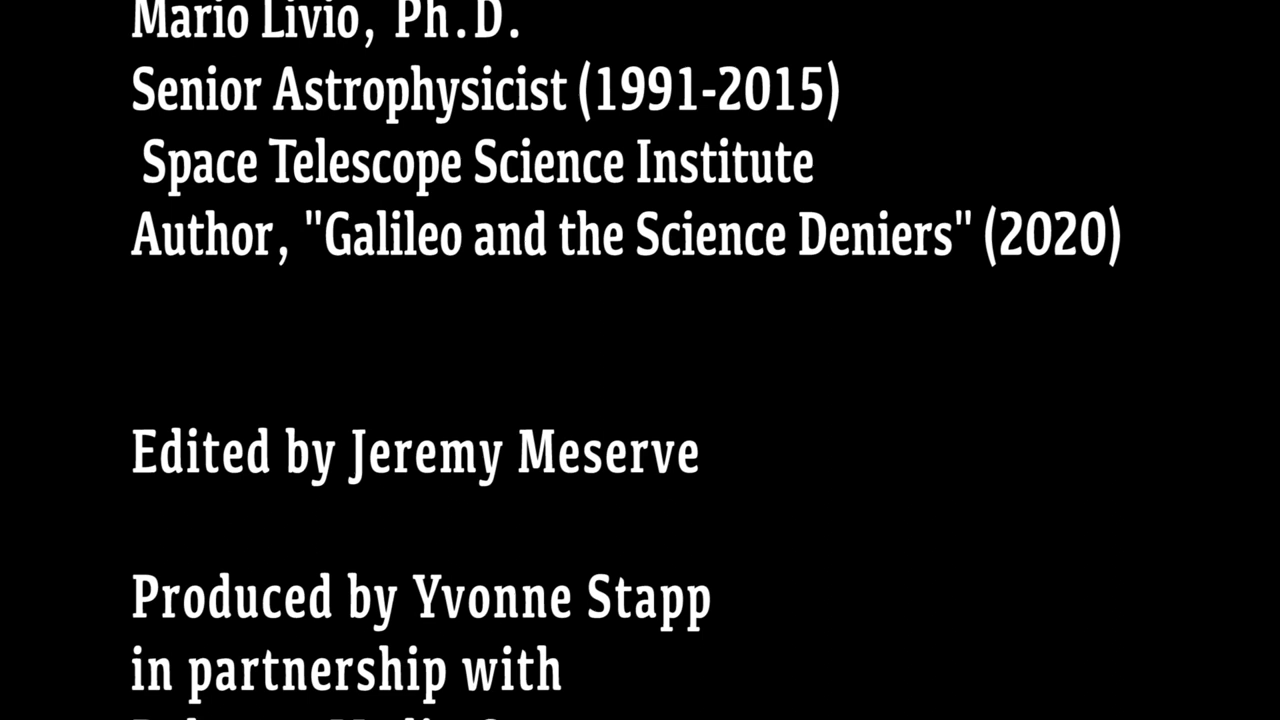 Mario Livio, Ph.D.
Senior Astrophysicist (1991-2015)
Space Telescope Science Institute
Author, "Galileo and the Science Deniers" (2020)
Edited by Jeremy Meserve
Produced by Yvonne Stapp
in partnership with